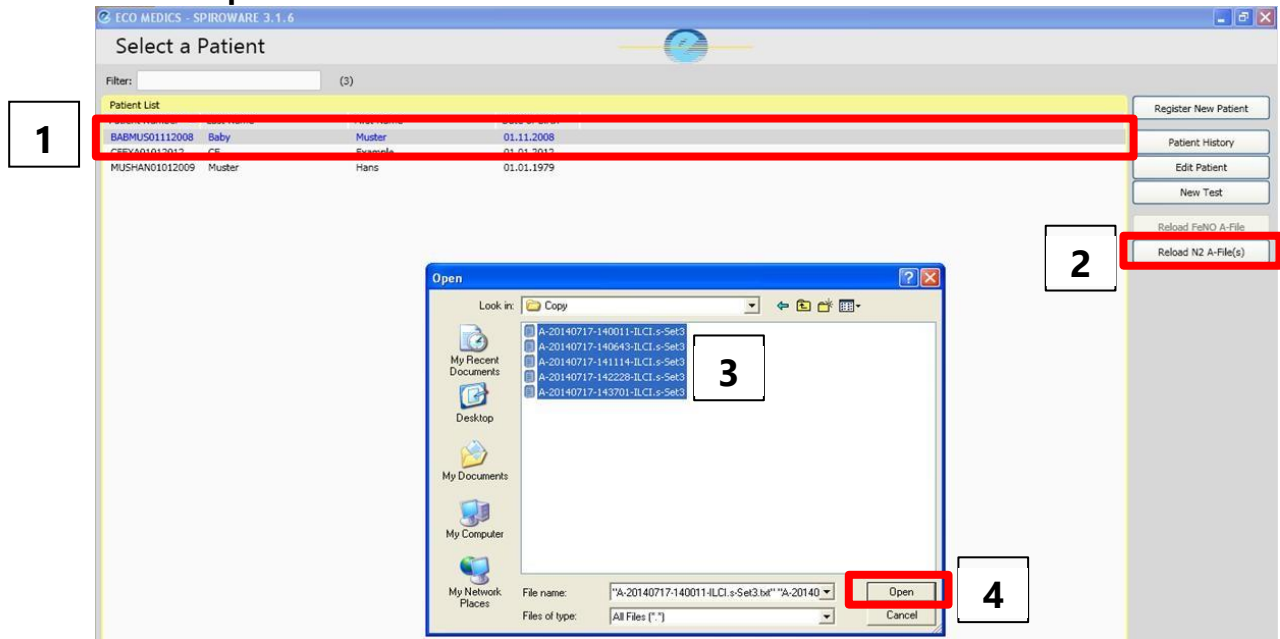 ECO MEDICS - SPIROWARE 3.1.6
Select a Patient
Filter: (3)
Patient List
Register New Patient
1
BABMUS01112008 Baby Muster 01.11.2008
Patient History
MUSHAN01012009 Muster Hans 01.01.1979
Edit Patient
New Test
Reload FeNO A-File
2
Reload N2 A-File(s)
Open
Look in: Copy
A-20140717-140011-ILCI.s-Set3
A-20140717-140643-ILCI.s-Set3
A-20140717-141114-ILCI.s-Set3
A-20140717-142228-ILCI.s-Set3
A-20140717-143701-ILCI.s-Set3
3
My Recent
Documents
Desktop
My Documents
My Computer
My Network
Places
File name: "A-20140717-140011-ILCI.s-Set3.txt" "A-20140
Open
4
Files of type: All Files (*.*)
Cancel